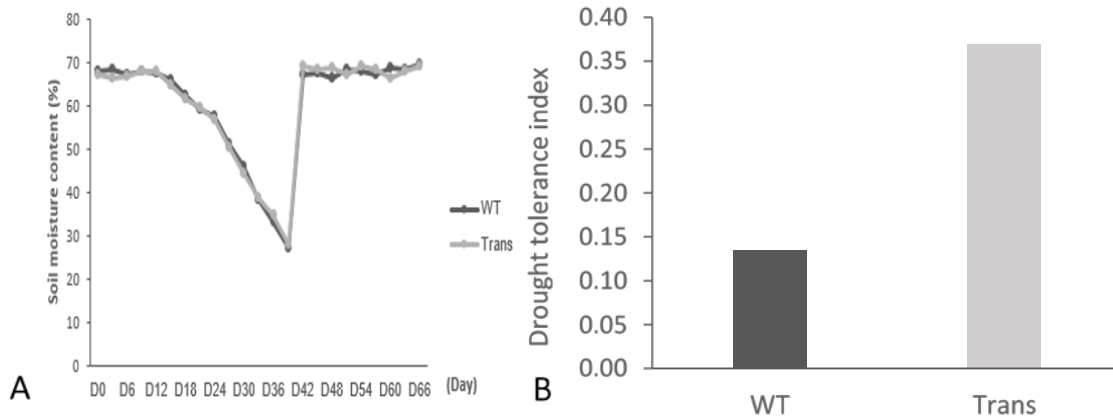 Soil moisture content (%)
80
70
60
50
40
30
20
10
0
D0 D6 D12 D18 D24 D30 D36 D42 D48 D54 D60 D66 (Day)
WT
Trans
A
Drought tolerance index
0.40
0.35
0.30
0.25
0.20
0.15
0.10
0.05
0.00
WT Trans
B